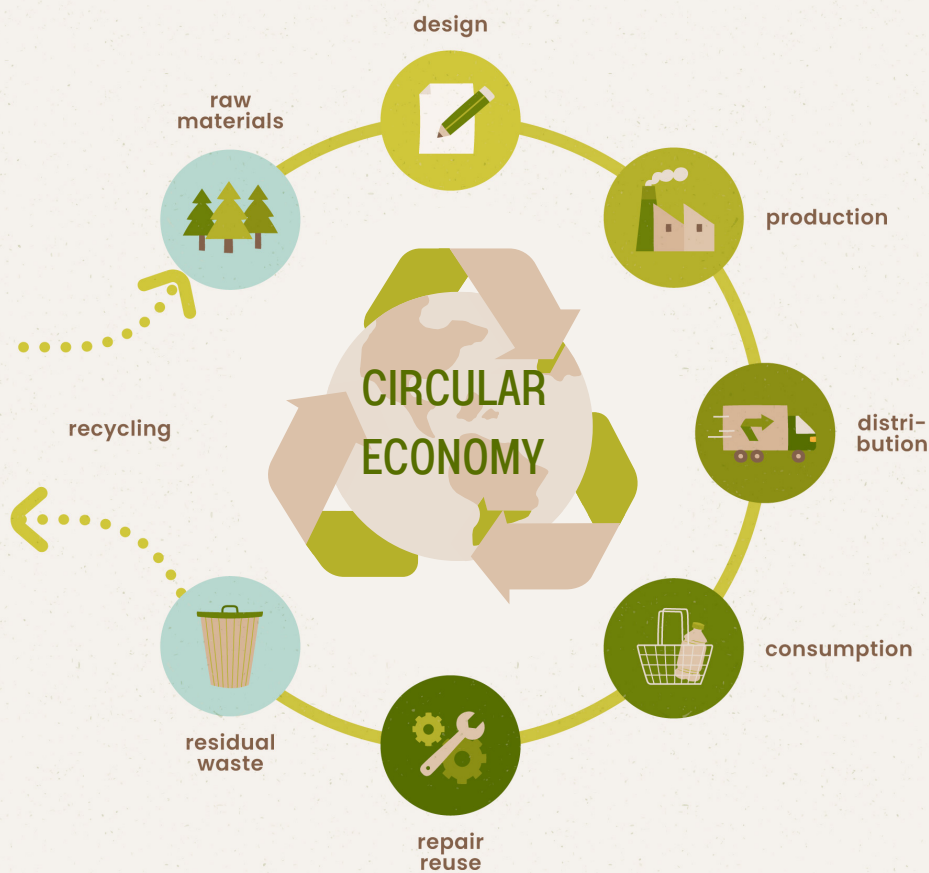 design
raw
materials
production
CIRCULAR
ECONOMY
distri-
bution
recycling
consumption
residual
waste
repair
reuse